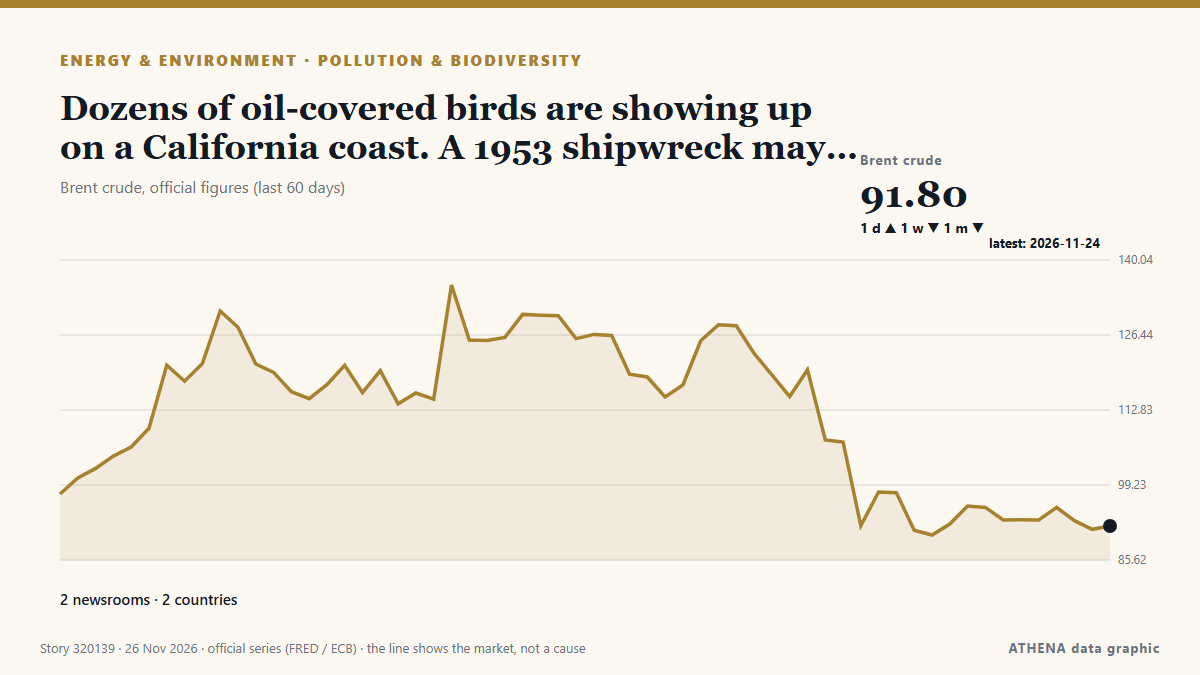 ENERGY & ENVIRONMENT · POLLUTION & BIODIVERSITY
Dozens of oil-covered birds are showing up
on a California coast. A 1953 shipwreck may...
Brent crude, official figures (last 60 days)
Brent crude
91.80
1 d ▲ 1 w ▼ 1 m ▼
latest: 2026-11-24
140.04
126.44
112.83
99.23
85.62
2 newsrooms · 2 countries
Story 320139 · 26 Nov 2026 · official series (FRED / ECB) · the line shows the market, not a cause
ATHENA data graphic